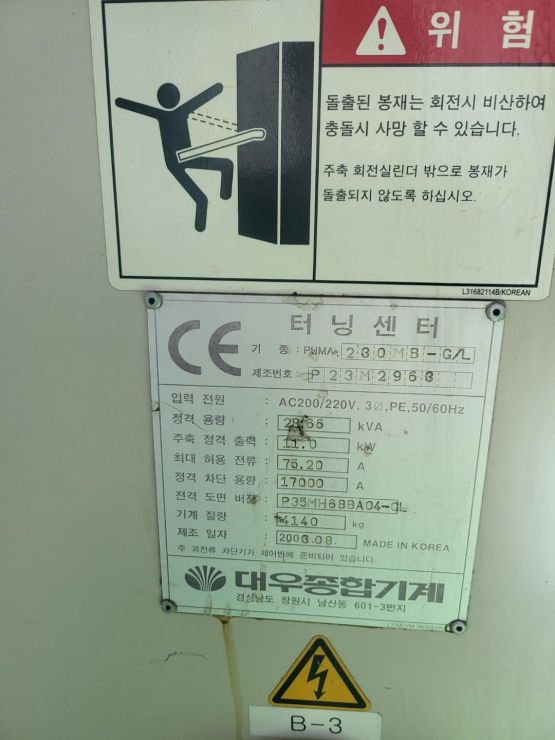 위 험
돌출된 봉재는 회전시 비산하여
충돌시 사망 할 수 있습니다.
주축 회전실린더 밖으로 봉재가
돌출되지 않도록 하십시오.
L31682114B/KOREAN
CE
터닝센터
기 종 : PUMA 230MB-G/L
제조번호 : P23M2963
입력 전원 : AC200/220V, 3Ø,PE,50/60Hz
정격 용량 : kVA
주축 정격 출력 : 11.0 kW
최대 허용 전류 : 75.20 A
정격 차단 용량 : 17000 A
전격 도면 버젼 : P35MH68BA04-GL
기계 질량 : 4140 kg
제조 일자 : 2003.08. MADE IN KOREA
주 과전류 차단기가 제어반에 준비되어 있습니다.
대우종합기계
경상남도 창원시 남산동 601-3번지
B-3